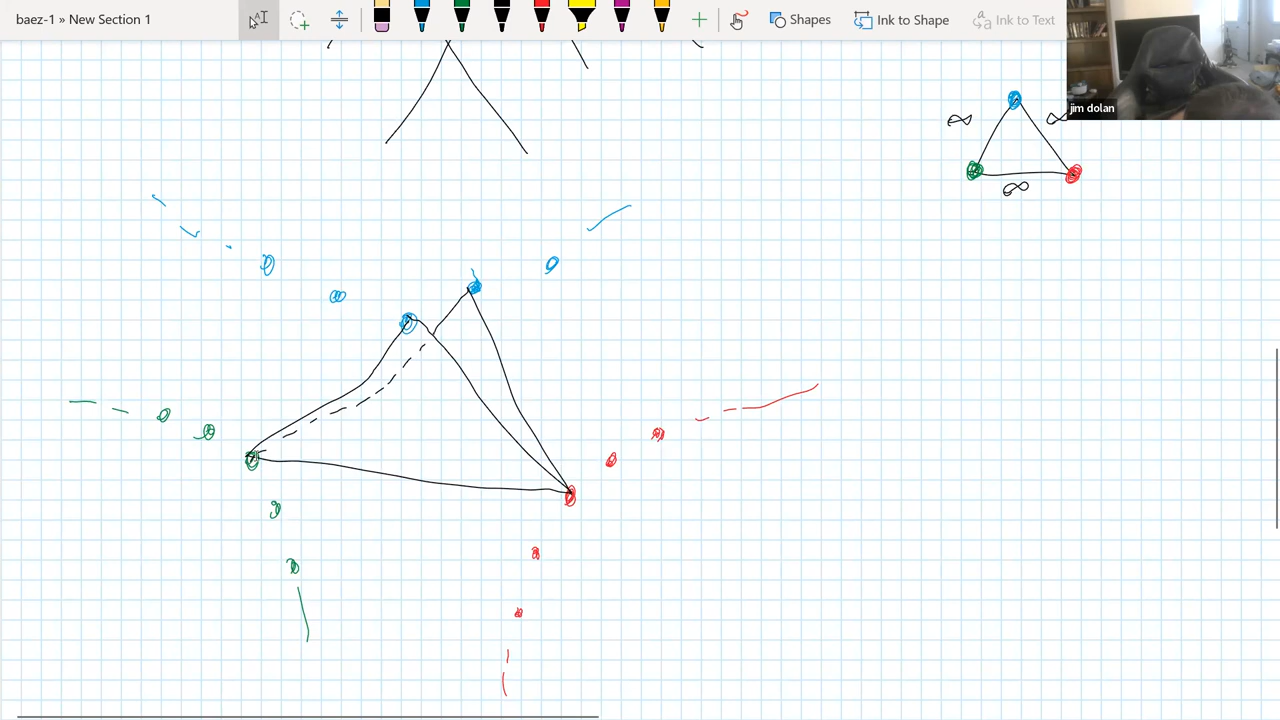 baez-1 » New Section 1
Shapes
Ink to Shape
Ink to Text
jim dolan
∞ ∞
∞